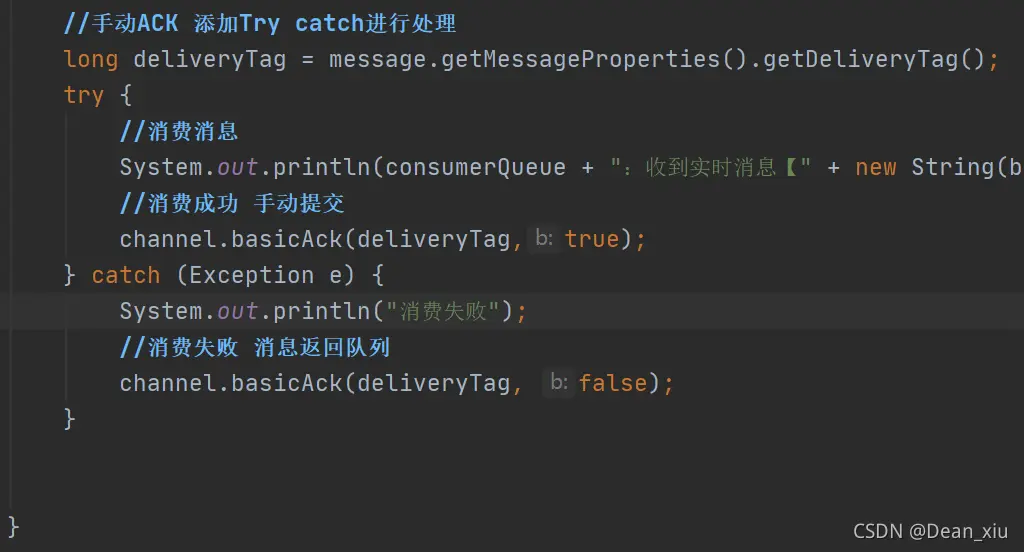 //手动ACK 添加Try catch进行处理
long deliveryTag = message.getMessageProperties().getDeliveryTag();
try {
//消费消息
System.out.println(consumerQueue + ": 收到实时消息【" + new String(b
//消费成功 手动提交
channel.basicAck(deliveryTag, b: true);
} catch (Exception e) {
System.out.println("消费失败");
//消费失败 消息返回队列
channel.basicAck(deliveryTag, b: false);
}
}
CSDN @Dean_xiu